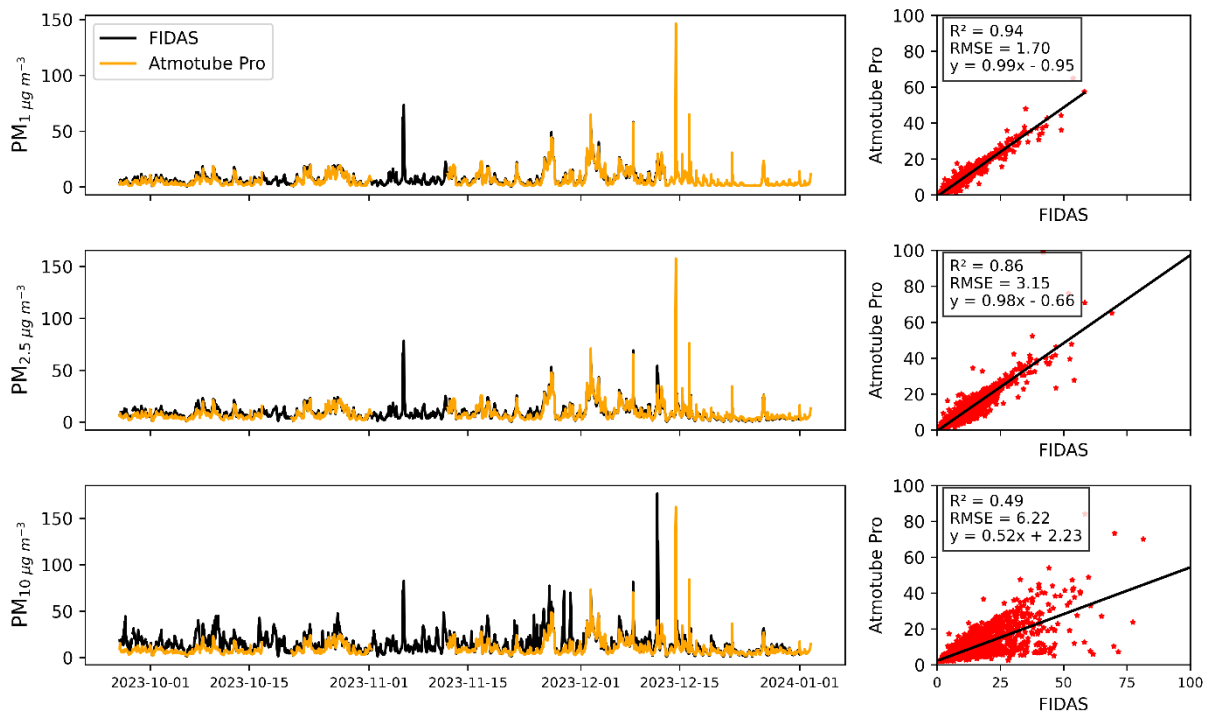 150
100
50
0
PM1 µg m⁻³
FIDAS
Atmotube Pro
100
80
60
40
20
0
Atmotube Pro
R² = 0.94
RMSE = 1.70
y = 0.99x - 0.95
FIDAS
150
100
50
0
PM2.5 µg m⁻³
100
80
60
40
20
0
Atmotube Pro
R² = 0.86
RMSE = 3.15
y = 0.98x - 0.66
FIDAS
150
100
50
0
PM10 µg m⁻³
2023-10-01 2023-10-15 2023-11-01 2023-11-15 2023-12-01 2023-12-15 2024-01-01
100
80
60
40
20
0
Atmotube Pro
R² = 0.49
RMSE = 6.22
y = 0.52x + 2.23
0 25 50 75 100
FIDAS